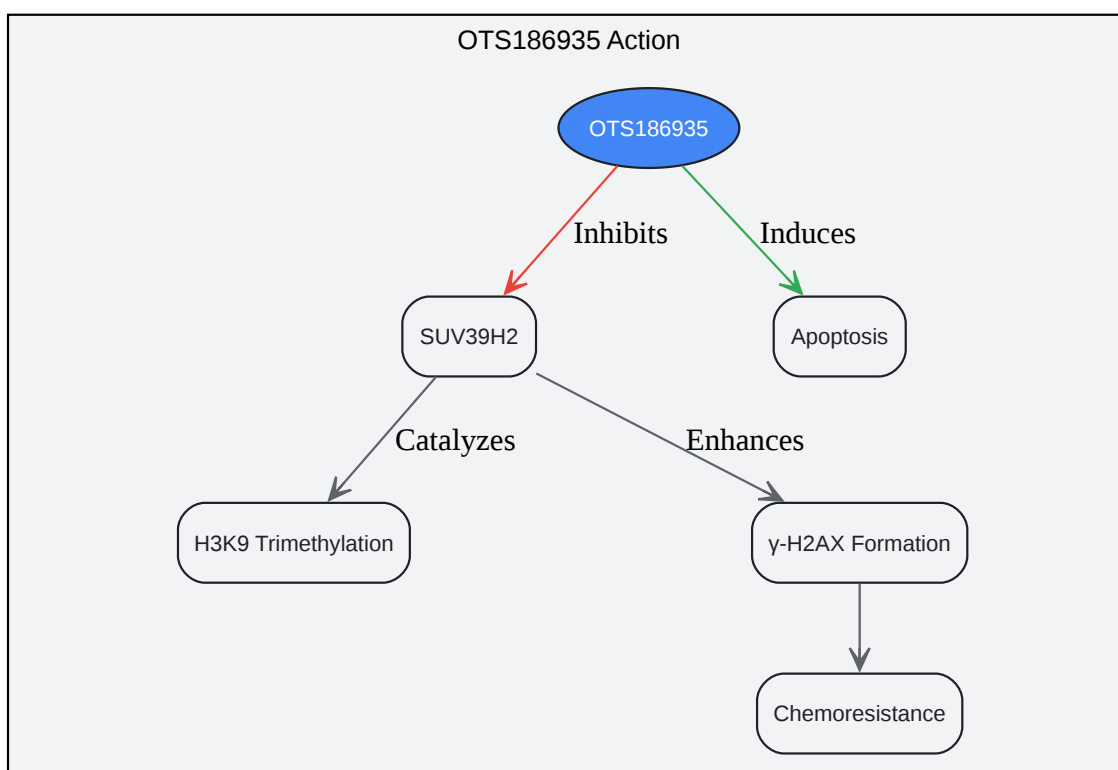 OTS186935 Action
OTS186935
Inhibits
Induces
SUV39H2
Apoptosis
Catalyzes
Enhances
H3K9 Trimethylation
γ-H2AX Formation
Chemoresistance